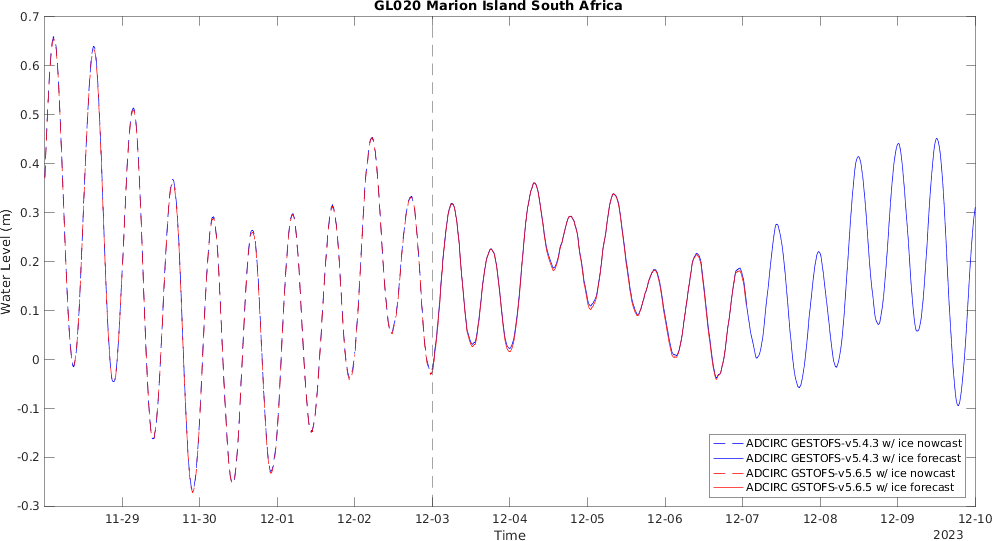 GL020 Marion Island South Africa
0.7
0.6
0.5
0.4
0.3
0.2
0.1
0
-0.1
-0.2
-0.3
Water Level (m)
11-29 11-30 12-01 12-02 12-03 12-04 12-05 12-06 12-07 12-08 12-09 12-10
Time
2023
ADCIRC GESTOFS-v5.4.3 w/ ice nowcast
ADCIRC GESTOFS-v5.4.3 w/ ice forecast
ADCIRC GSTOFS-v5.6.5 w/ ice nowcast
ADCIRC GSTOFS-v5.6.5 w/ ice forecast